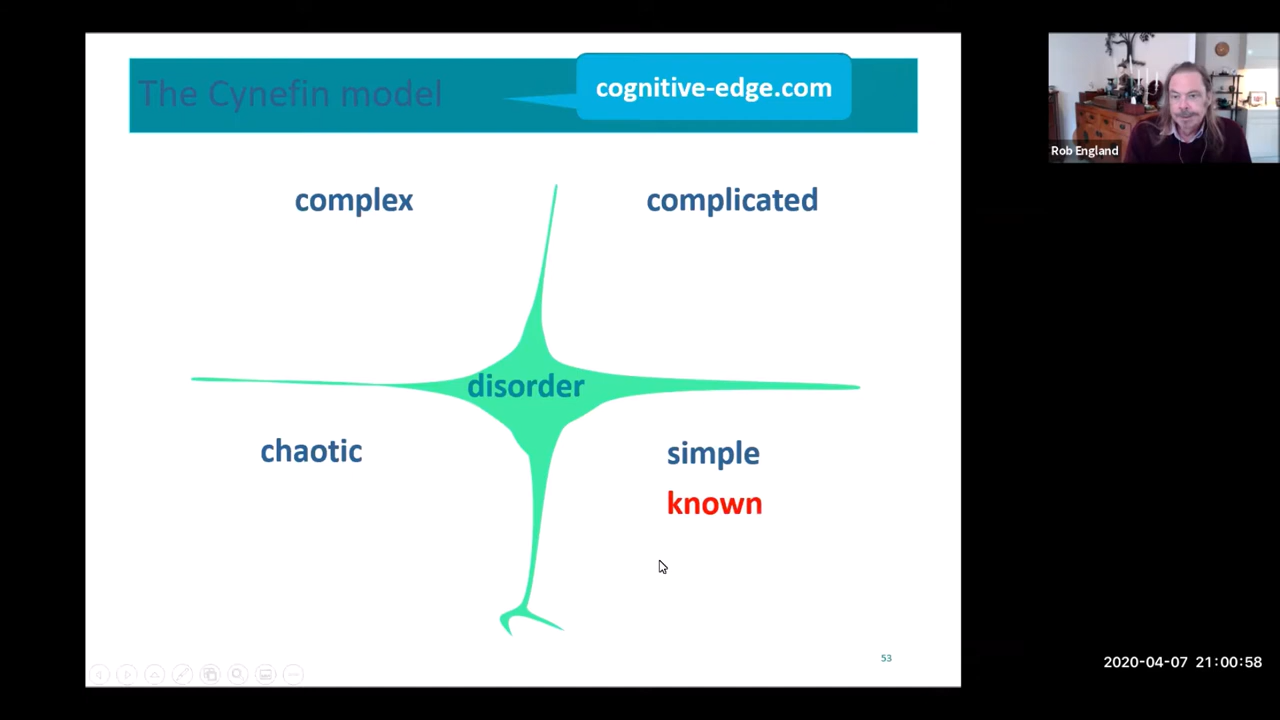 The Cynefin model
cognitive-edge.com
Rob England
complex
complicated
disorder
chaotic
simple
known
53
2020-04-07 21:00:58